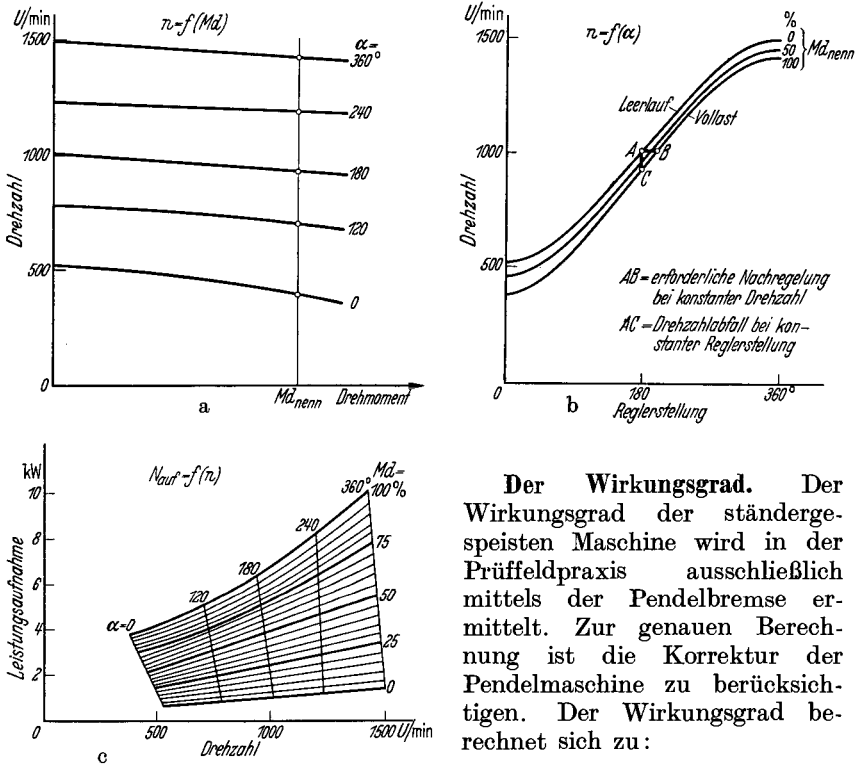 U/min
n=f(Md)
1500
α=
360°
240
1000
180
120
500
0
0
Drehzahl
Md nenn Drehmoment
a
U/min
n=f(α)
%
0
50
100
Md nenn
1500
Leerlauf
Vollast
1000
A
B
C
500
Drehzahl
AB = erforderliche Nachregelung
bei konstanter Drehzahl
AC = Drehzahlabfall bei kon-
stanter Reglerstellung
0
180
360°
Reglerstellung
b
kW
N auf = f(n)
Md=
360°
100%
10
240
8
75
180
6
120
50
α=0
4
25
2
0
Leistungsaufnahme
0
500
1000
1500 U/min
Drehzahl
c
Der Wirkungsgrad. Der
Wirkungsgrad der ständerge-
speisten Maschine wird in der
Prüffeldpraxis ausschließlich
mittels der Pendelbremse er-
mittelt. Zur genauen Berech-
nung ist die Korrektur der
Pendelmaschine zu berücksich-
tigen. Der Wirkungsgrad be-
rechnet sich zu: